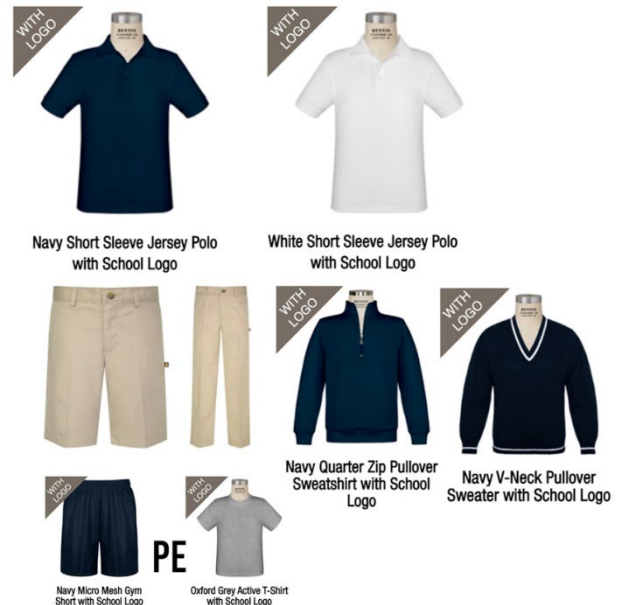 WITH
LOGO
WITH
LOGO
DENNIS
DENNIS
Navy Short Sleeve Jersey Polo
with School Logo
White Short Sleeve Jersey Polo
with School Logo
WITH
LOGO
WITH
LOGO
DENNIS
Navy Quarter Zip Pullover
Sweatshirt with School
Logo
Navy V-Neck Pullover
Sweater with School Logo
WITH
LOGO
WITH
LOGO
PE
Navy Micro Mesh Gym
Short with School Logo
Oxford Grey Active T-Shirt
with School Logo